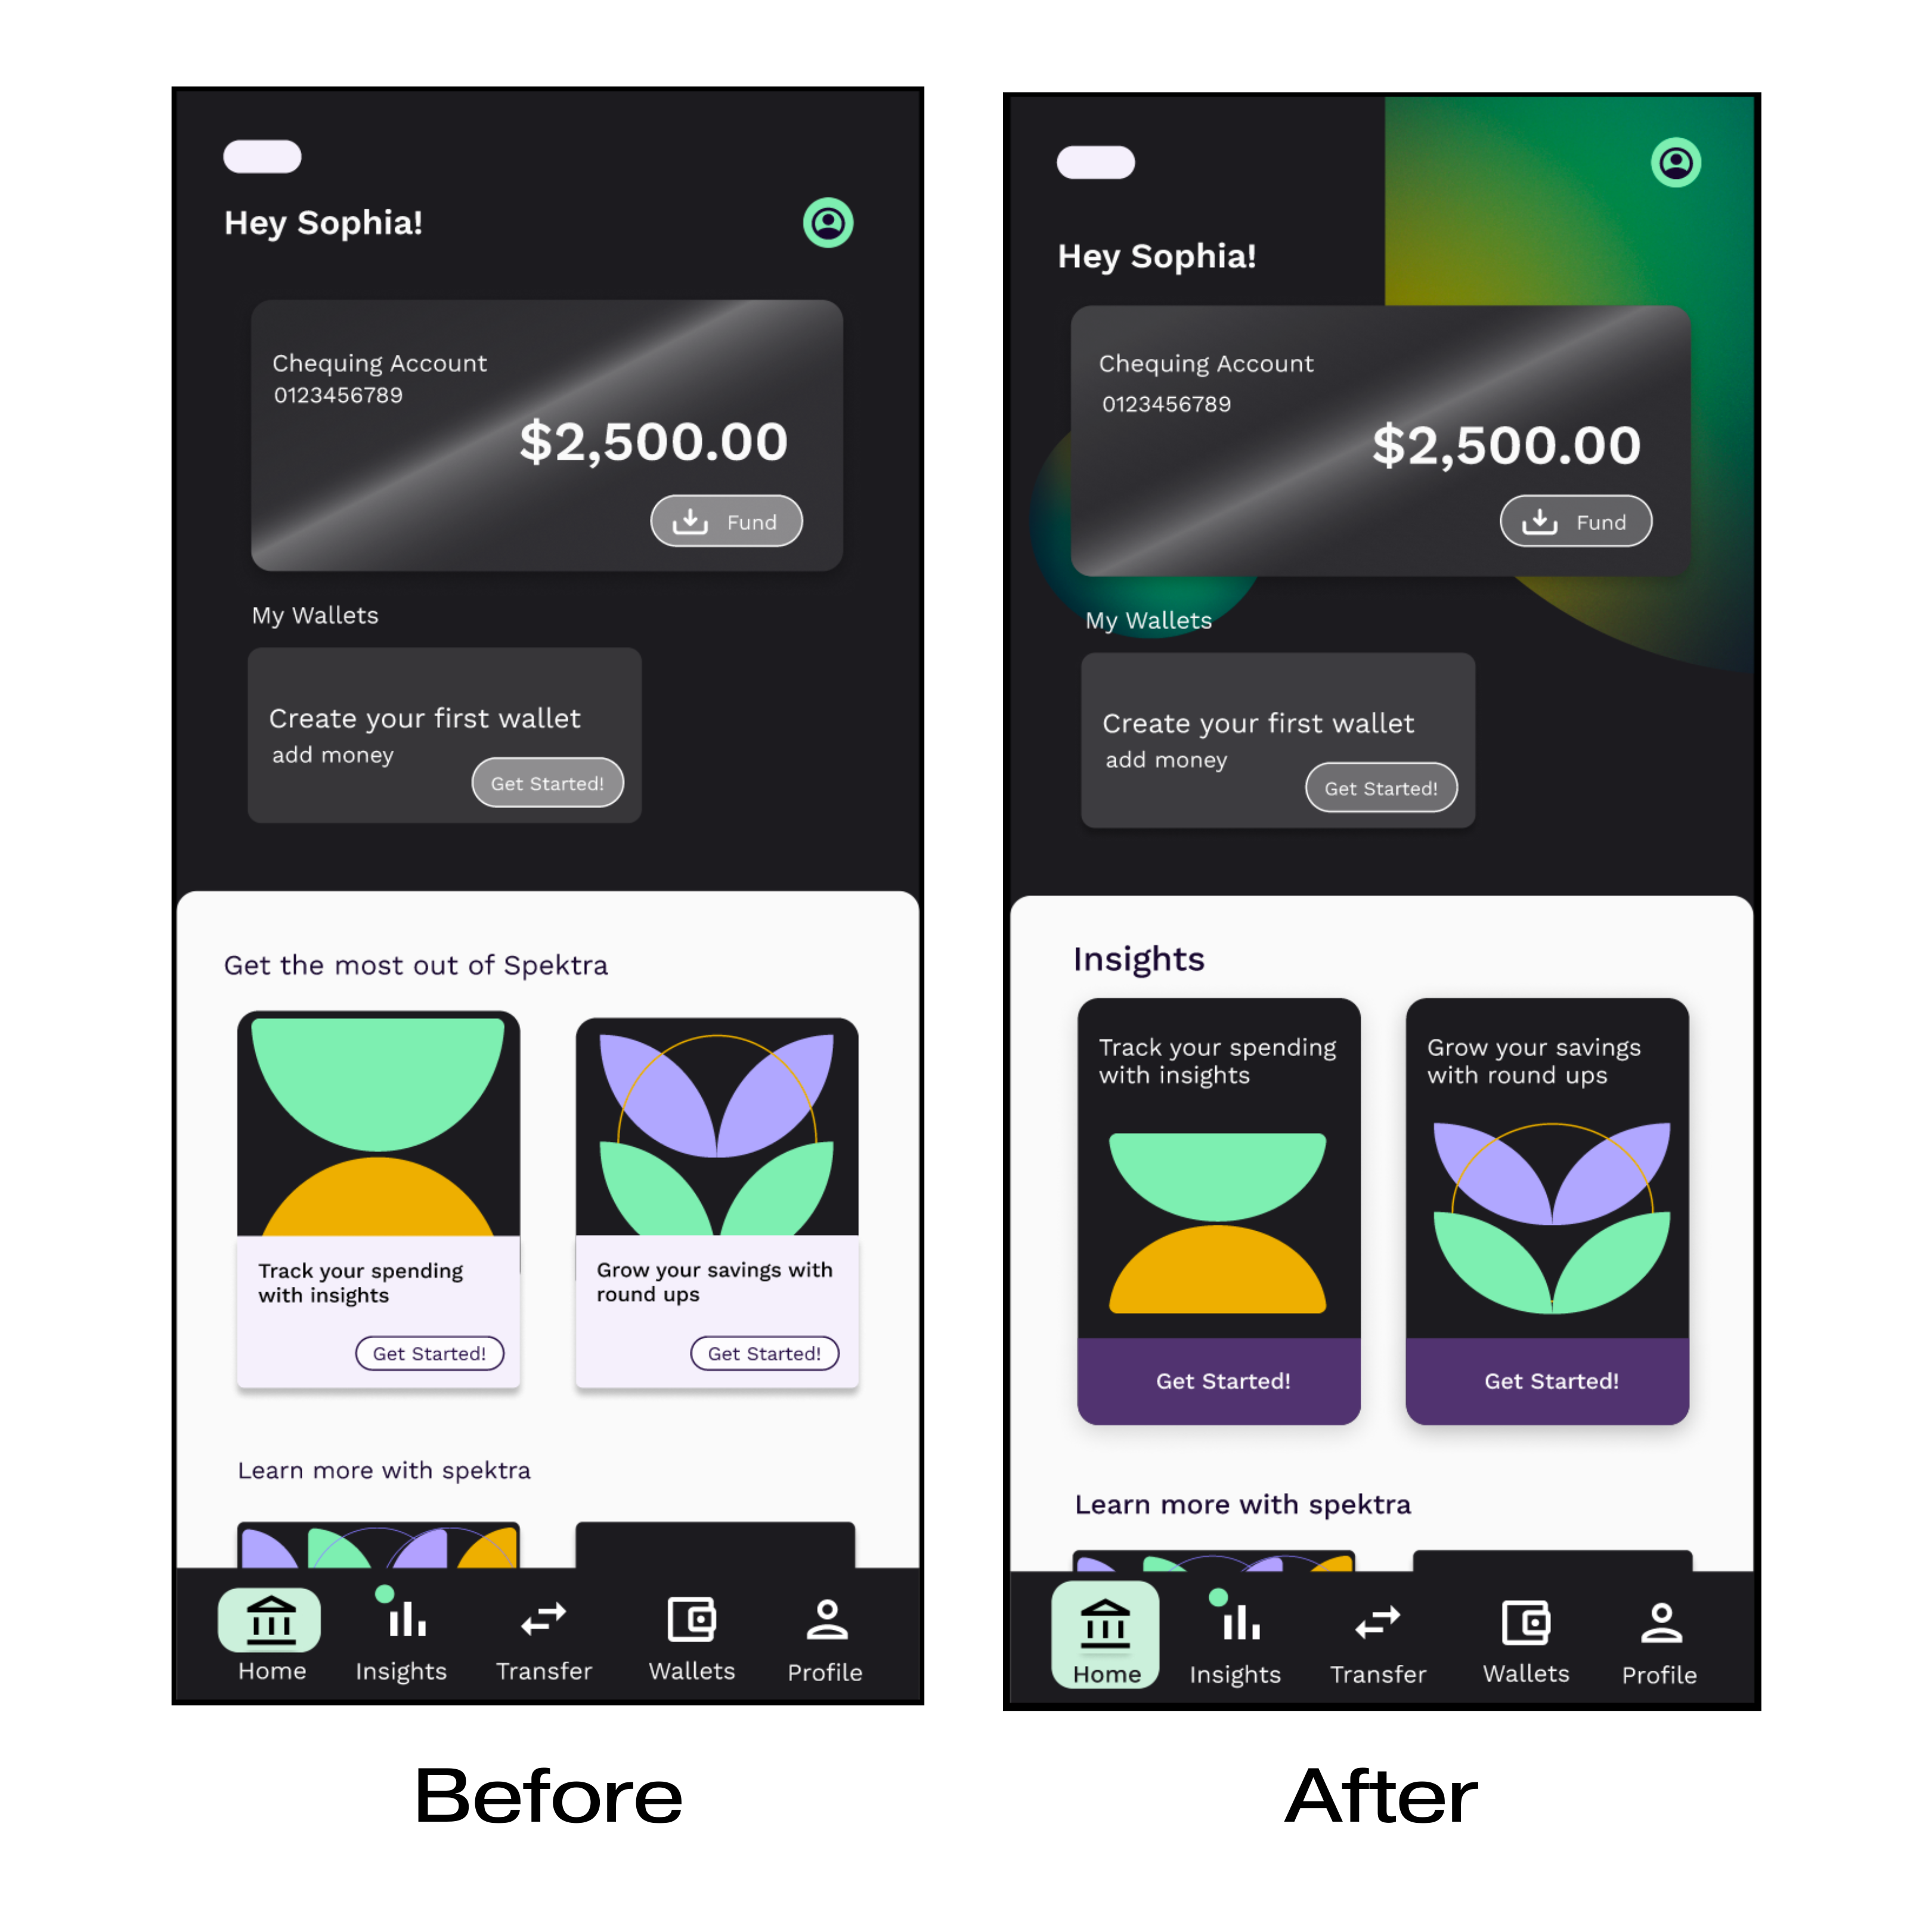 Hey Sophia!
Chequing Account
0123456789
$2,500.00
Fund
My Wallets
Create your first wallet
add money
Get Started!
Get the most out of Spektra
Track your spending
with insights
Get Started!
Grow your savings with
round ups
Get Started!
Learn more with spektra
Home
Insights
Transfer
Wallets
Profile
Before
Hey Sophia!
Chequing Account
0123456789
$2,500.00
Fund
My Wallets
Create your first wallet
add money
Get Started!
Insights
Track your spending
with insights
Get Started!
Grow your savings
with round ups
Get Started!
Learn more with spektra
Home
Insights
Transfer
Wallets
Profile
After